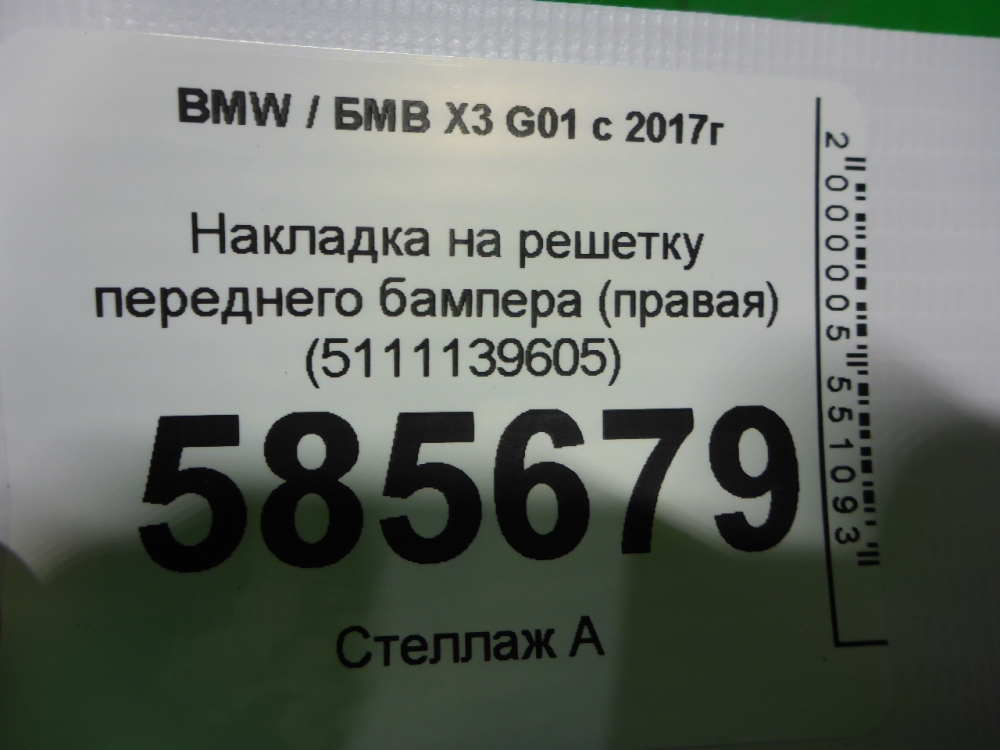 BMW / БМВ X3 G01 с 2017г
Накладка на решетку
переднего бампера (правая)
(5111139605)
585679
Стеллаж А
2000005551093